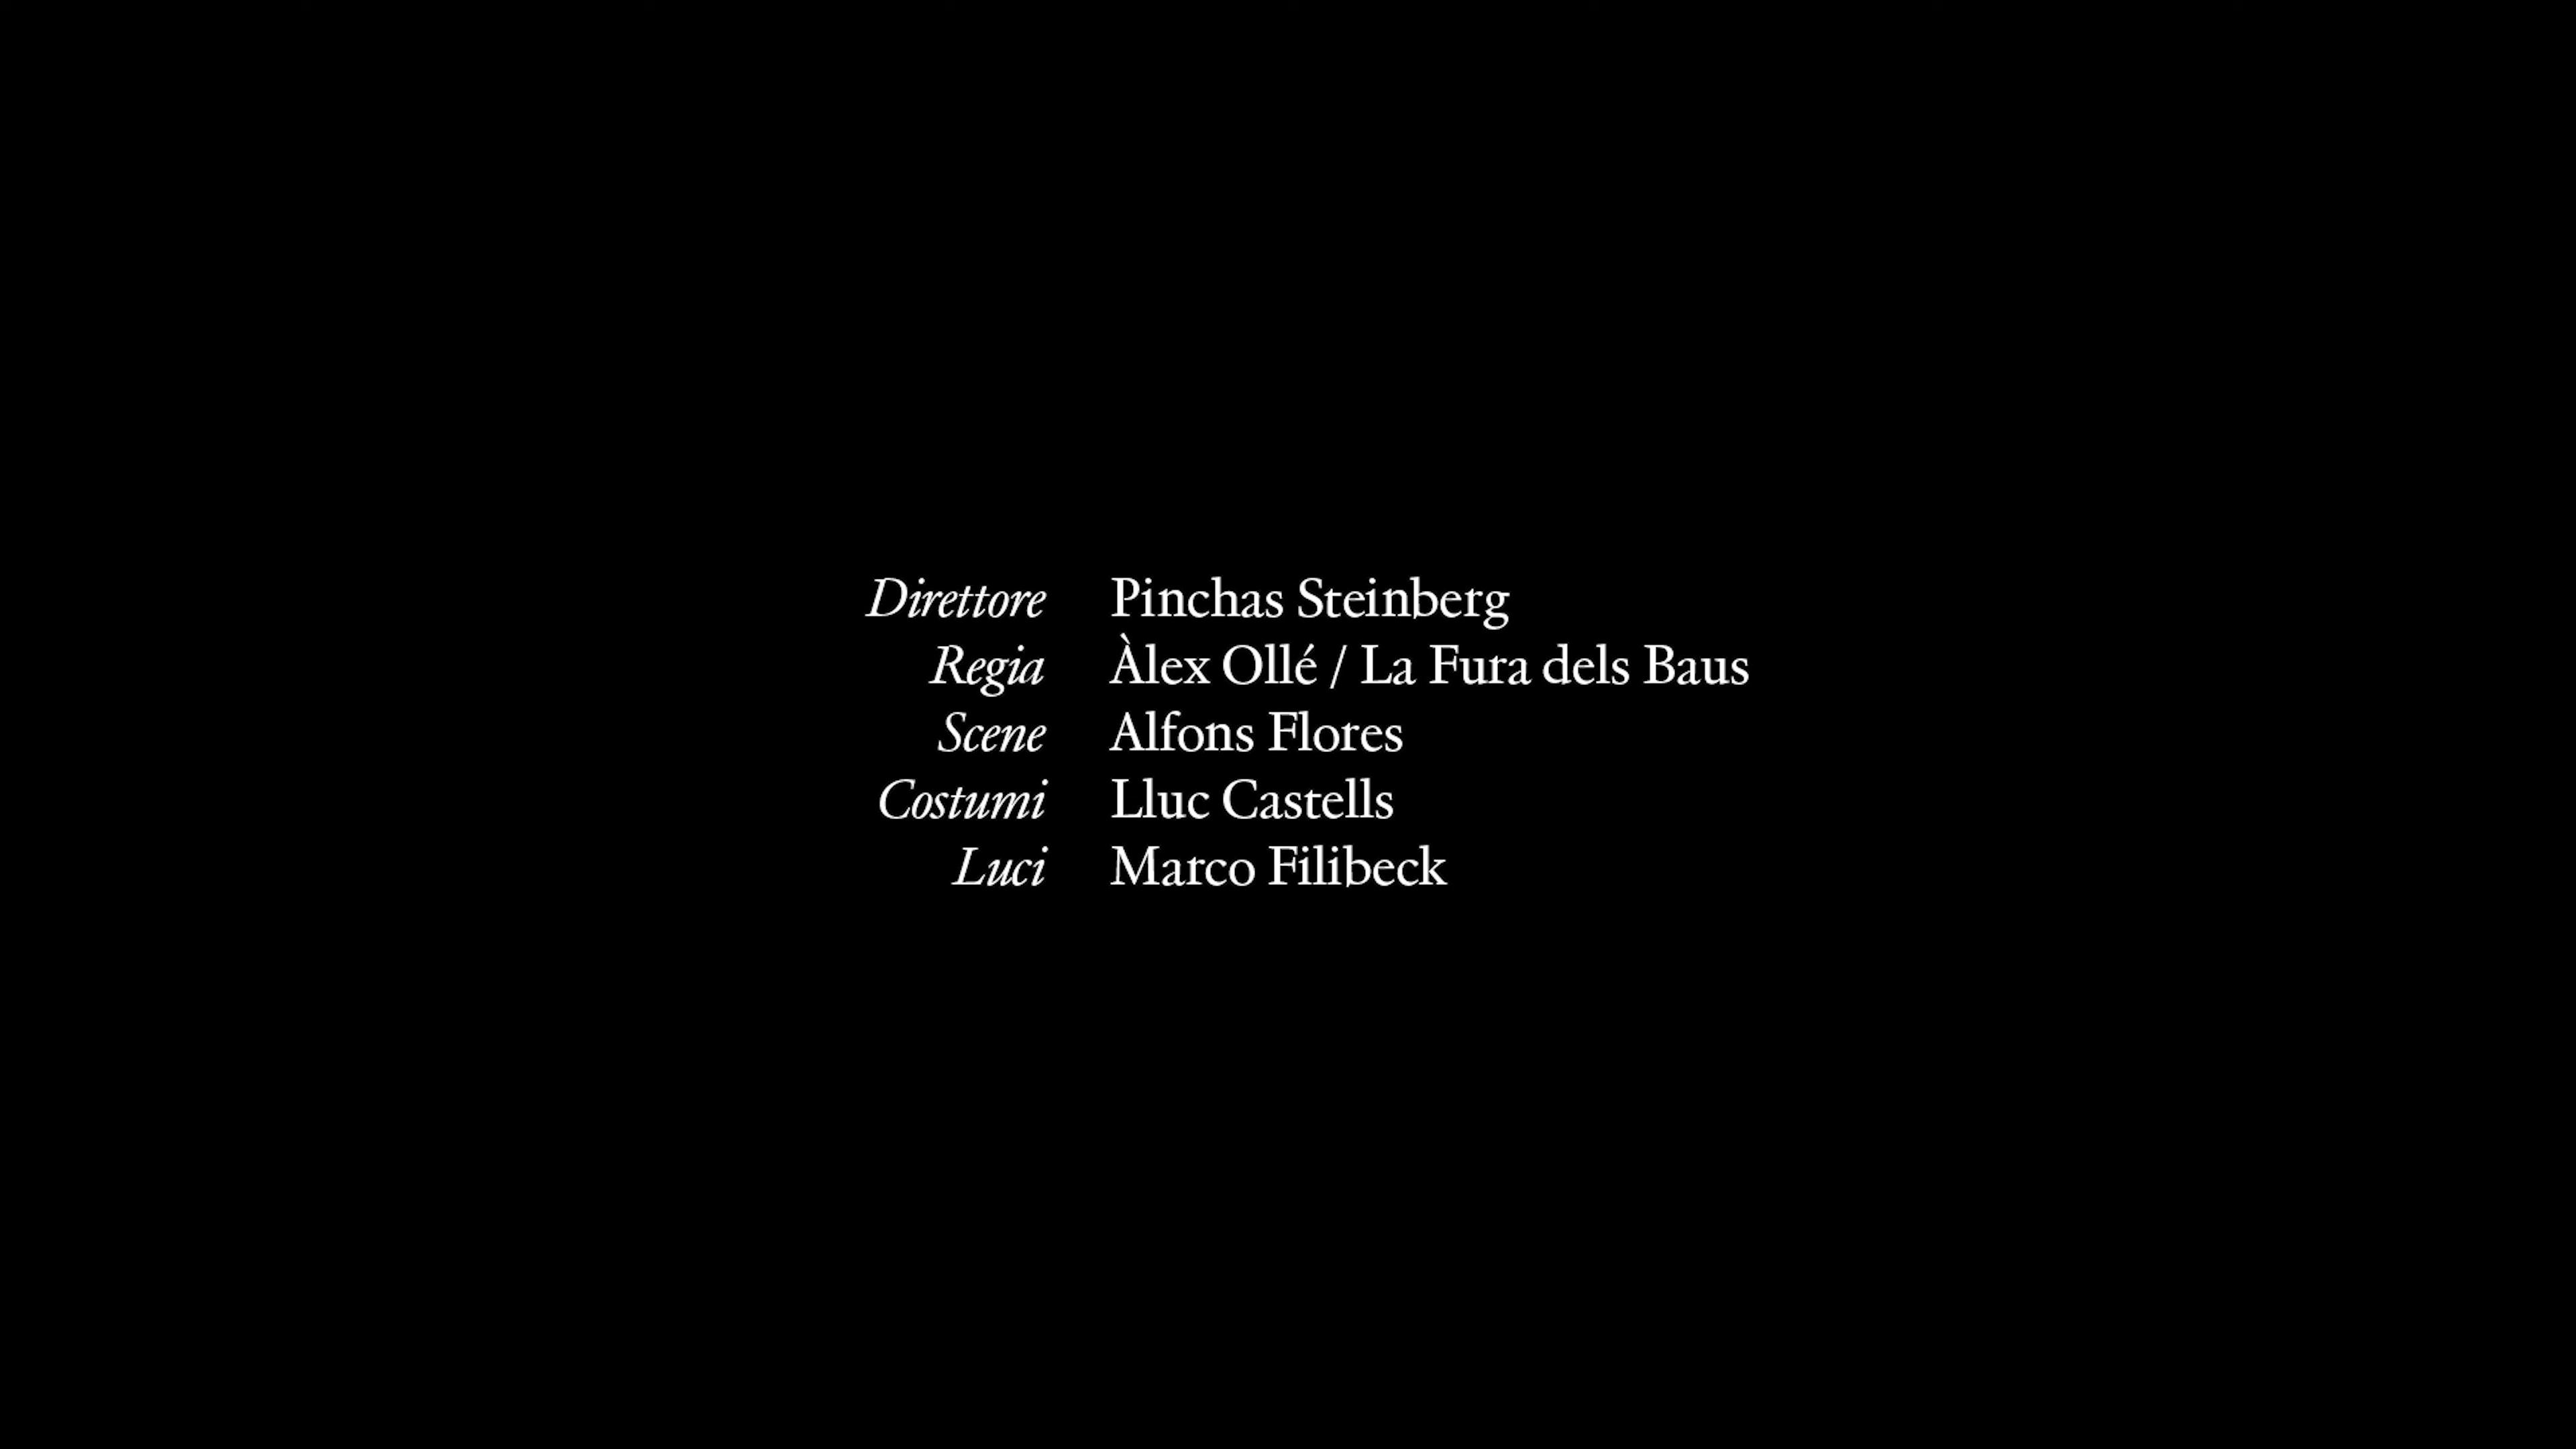 Direttore Pinchas Steinberg
Regia Àlex Ollé / La Fura dels Baus
Scene Alfons Flores
Costumi Lluc Castells
Luci Marco Filibeck